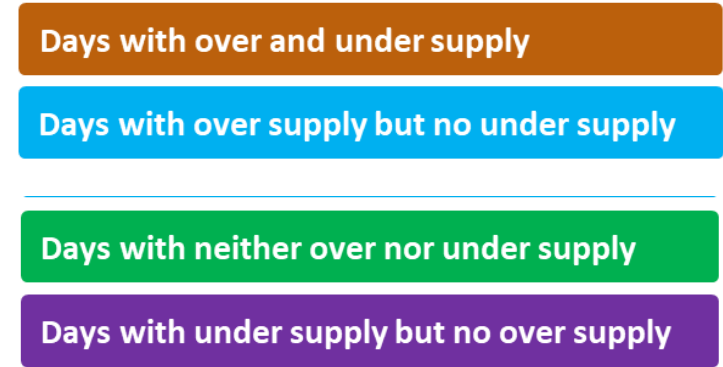 Days with over and under supply
Days with over supply but no under supply
Days with neither over nor under supply
Days with under supply but no over supply